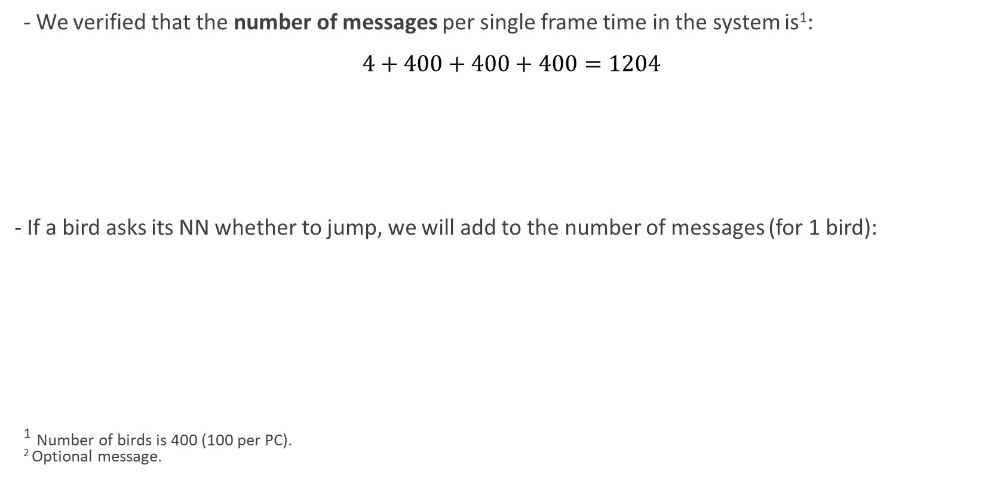 - We verified that the number of messages per single frame time in the system is¹:
4 + 400 + 400 + 400 = 1204
- If a bird asks its NN whether to jump, we will add to the number of messages (for 1 bird):
¹ Number of birds is 400 (100 per PC).
² Optional message.